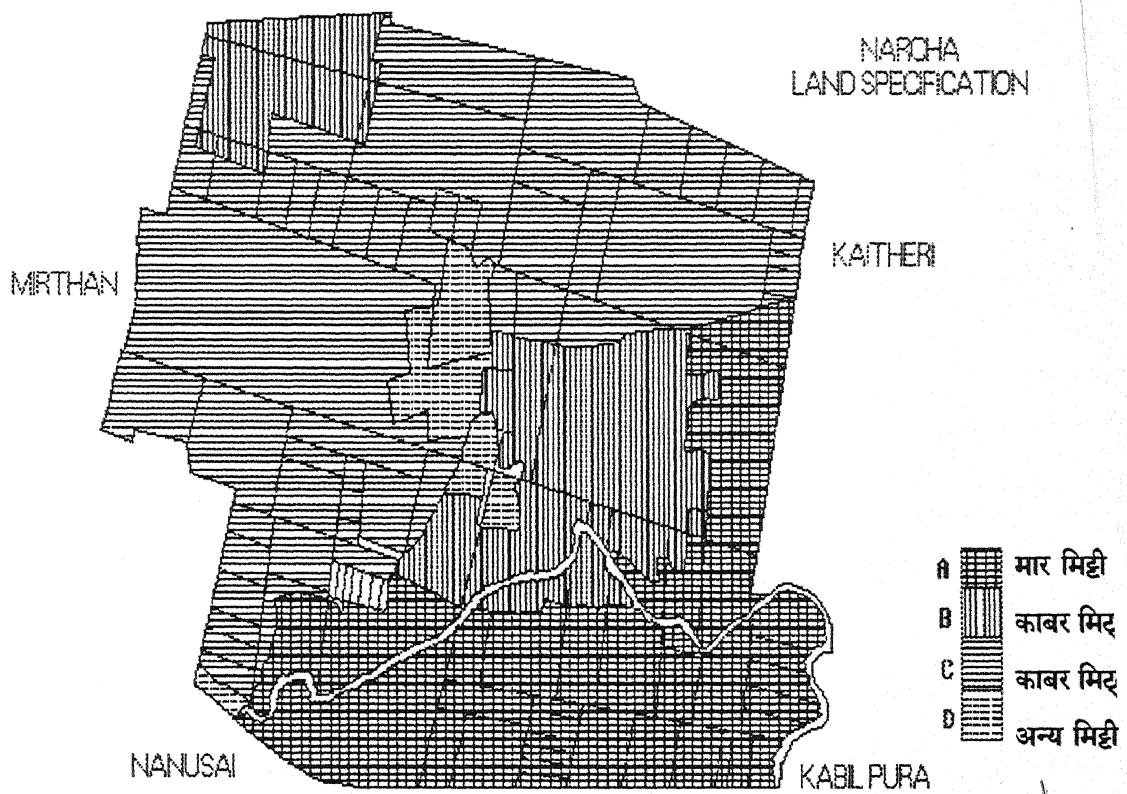 NARCHA
LAND SPECIFICATION
KAITHERI
MIRTHAN
A मार मिट्टी
B काबर मिट्
C काबर मिट्
D अन्य मिट्टी
NANUSAI
KABIL PURA